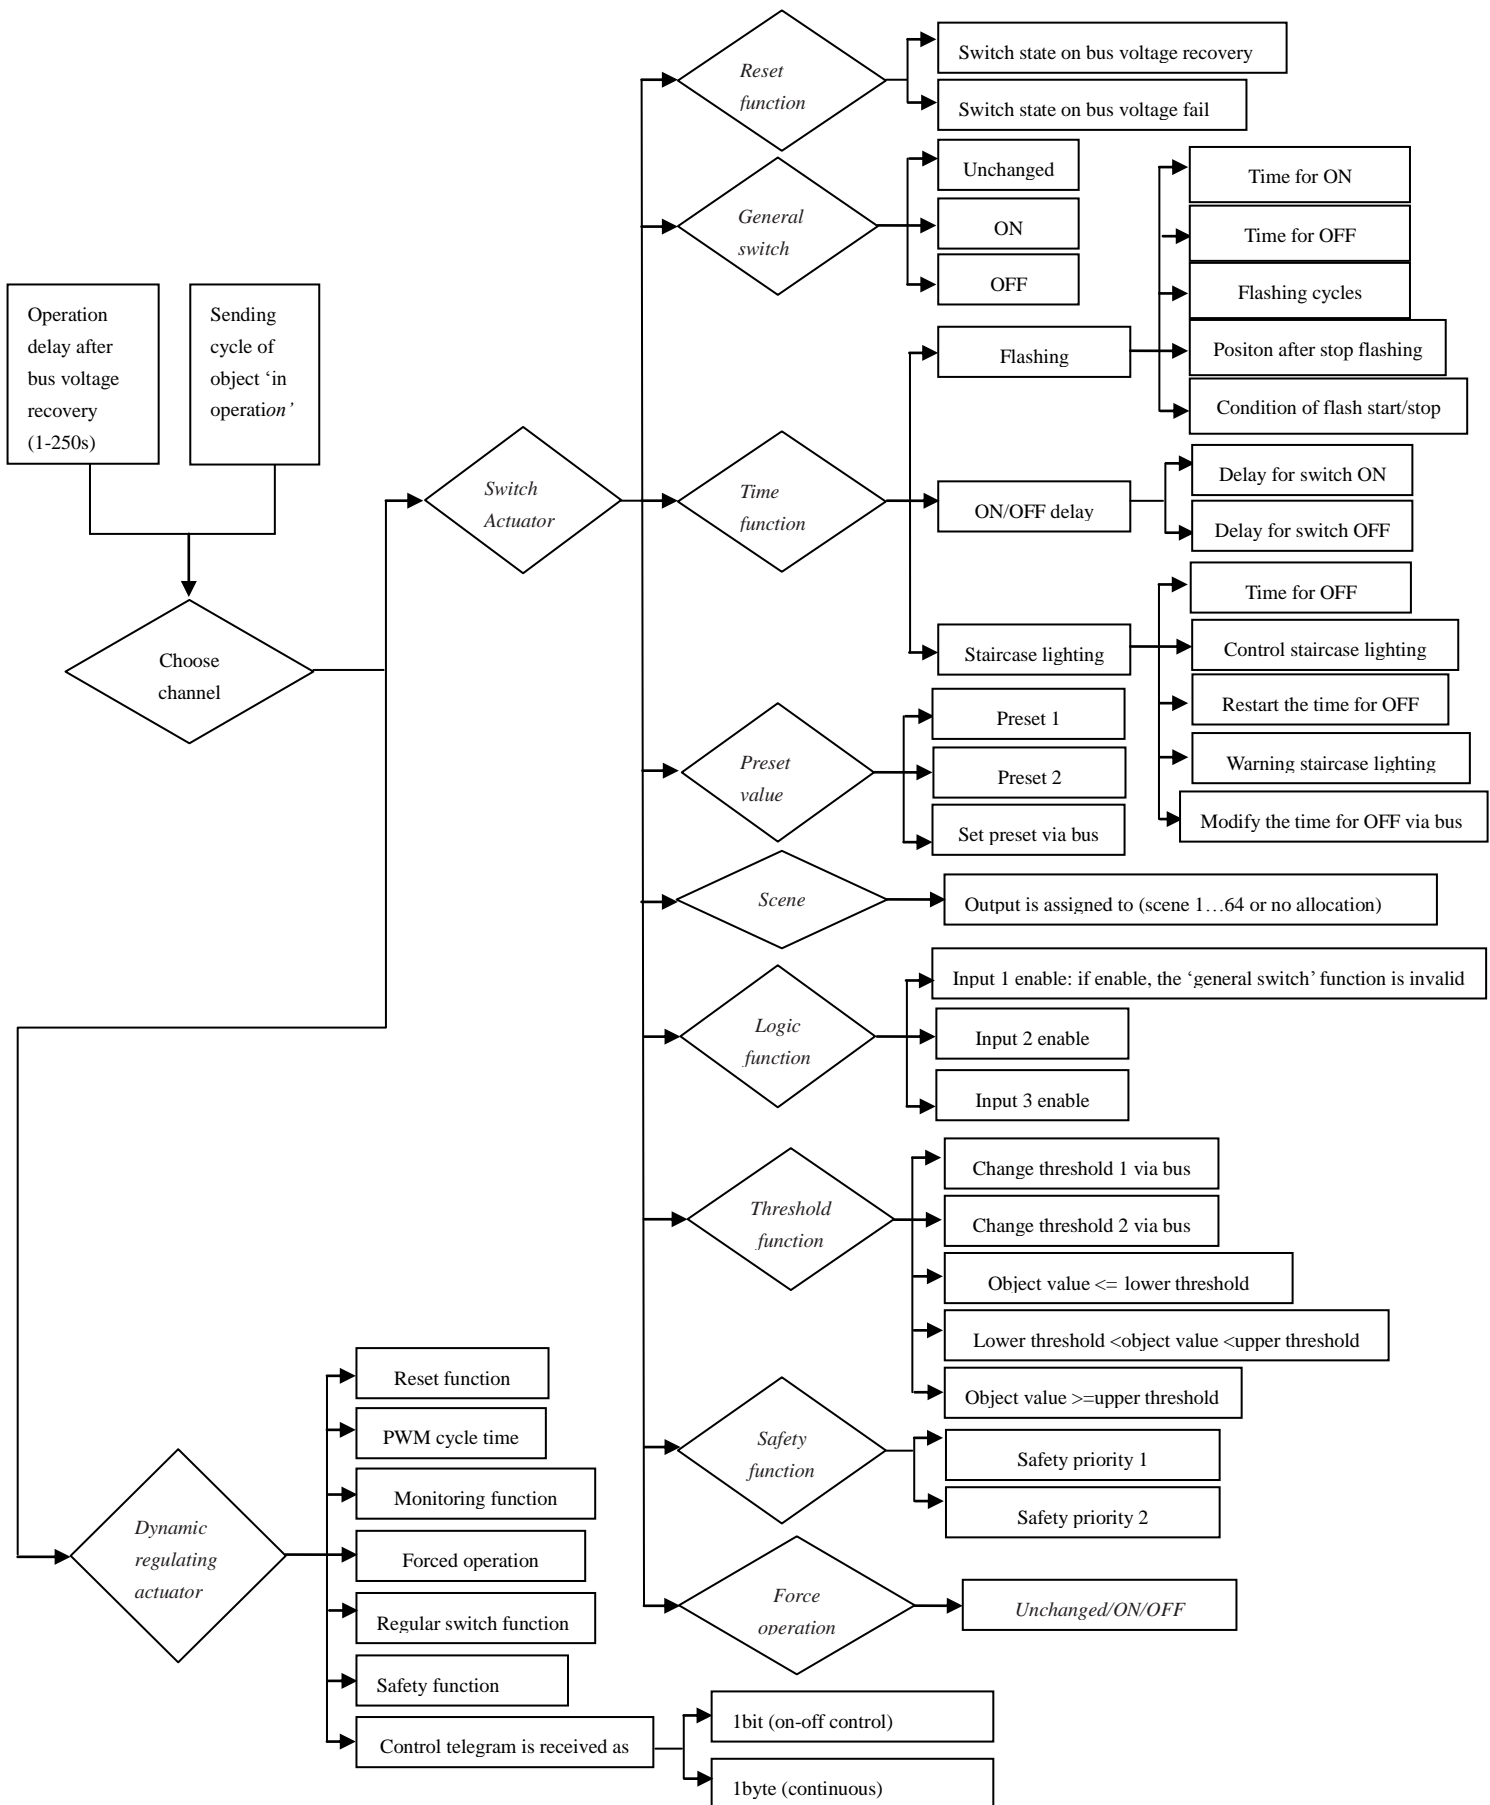 Reset
function
Switch state on bus voltage recovery
Switch state on bus voltage fail
General
switch
Unchanged
ON
OFF
Time for ON
Time for OFF
Flashing cycles
Positon after stop flashing
Condition of flash start/stop
Operation
delay after
bus voltage
recovery
(1-250s)
Sending
cycle of
object ‘in
operation’
Choose
channel
Switch
Actuator
Time
function
Flashing
ON/OFF delay
Delay for switch ON
Delay for switch OFF
Staircase lighting
Time for OFF
Control staircase lighting
Restart the time for OFF
Warning staircase lighting
Modify the time for OFF via bus
Preset
value
Preset 1
Preset 2
Set preset via bus
Scene
Output is assigned to (scene 1…64 or no allocation)
Logic
function
Input 1 enable: if enable, the ‘general switch’ function is invalid
Input 2 enable
Input 3 enable
Threshold
function
Change threshold 1 via bus
Change threshold 2 via bus
Object value <= lower threshold
Lower threshold <object value <upper threshold
Object value >=upper threshold
Safety
function
Safety priority 1
Safety priority 2
Force
operation
Unchanged/ON/OFF
Dynamic
regulating
actuator
Reset function
PWM cycle time
Monitoring function
Forced operation
Regular switch function
Safety function
Control telegram is received as
1bit (on-off control)
1byte (continuous)